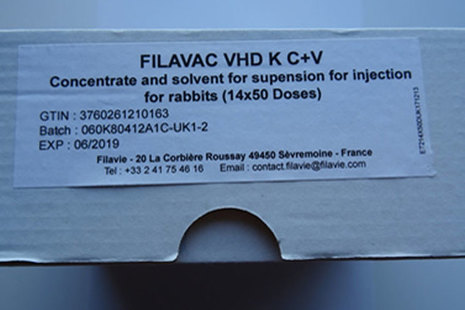 FILAVAC VHD K C+V
Concentrate and solvent for supension for injection
for rabbits (14x50 Doses)
GTIN : 3760261210163
Batch : 060K80412A1C-UK1-2
EXP : 06/2019
Filavie - 20 La Corbière Roussay 49450 Sèvremoine - France
Tel : +33 2 41 75 46 16 Email : contact.filavie@filavie.com